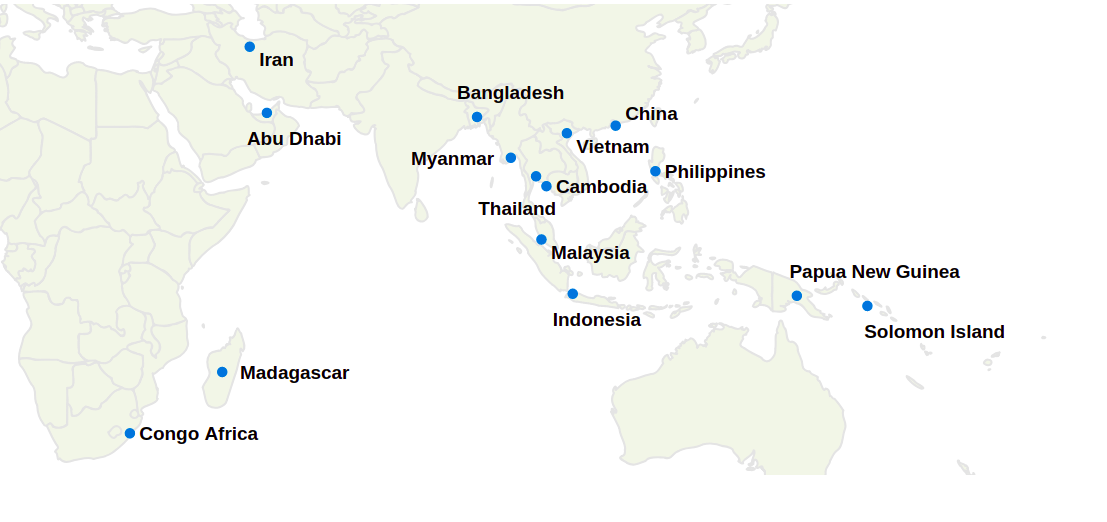 Iran
Bangladesh
China
Abu Dhabi
Vietnam
Myanmar
Philippines
Cambodia
Thailand
Malaysia
Papua New Guinea
Indonesia
Solomon Island
Madagascar
Congo Africa